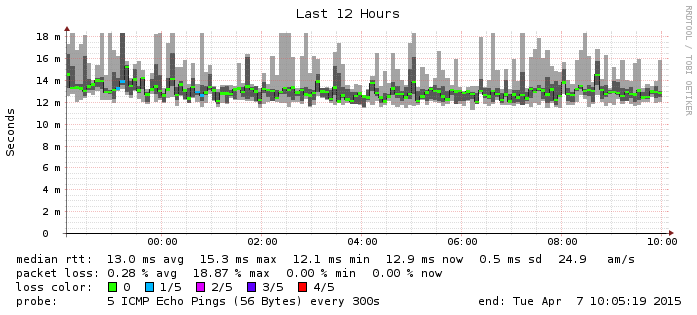 Last 12 Hours
RRDTOOL / TOBI OETIKER
Seconds
18 m
16 m
14 m
12 m
10 m
8 m
6 m
4 m
2 m
0
00:00 02:00 04:00 06:00 08:00 10:00
median rtt: 13.0 ms avg 15.3 ms max 12.1 ms min 12.9 ms now 0.5 ms sd 24.9 am/s
packet loss: 0.28 % avg 18.87 % max 0.00 % min 0.00 % now
loss color: 0 1/5 2/5 3/5 4/5
probe: 5 ICMP Echo Pings (56 Bytes) every 300s end: Tue Apr 7 10:05:19 2015